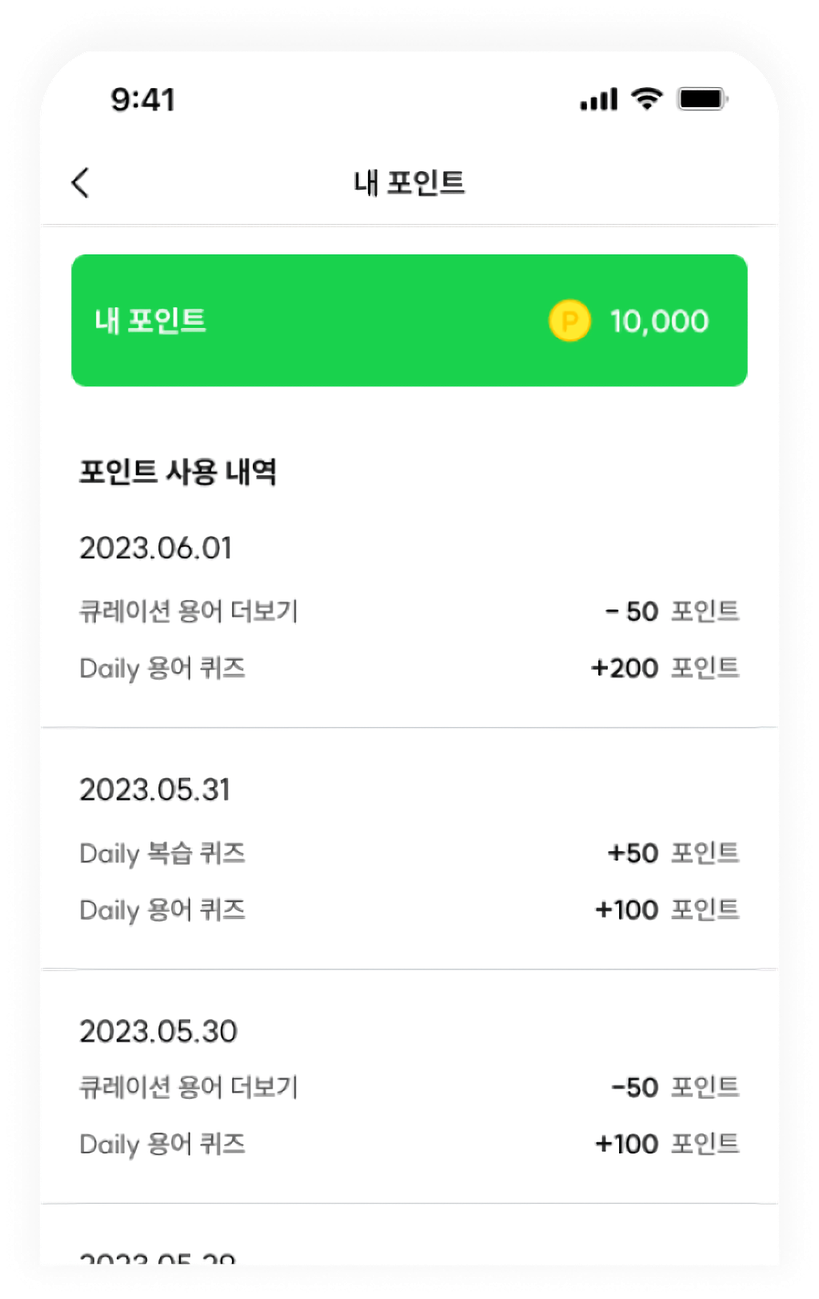 9:41
내 포인트
내 포인트 P 10,000
포인트 사용 내역
2023.06.01
큐레이션 용어 더보기 - 50 포인트
Daily 용어 퀴즈 +200 포인트
2023.05.31
Daily 복습 퀴즈 +50 포인트
Daily 용어 퀴즈 +100 포인트
2023.05.30
큐레이션 용어 더보기 -50 포인트
Daily 용어 퀴즈 +100 포인트
2023.05.29